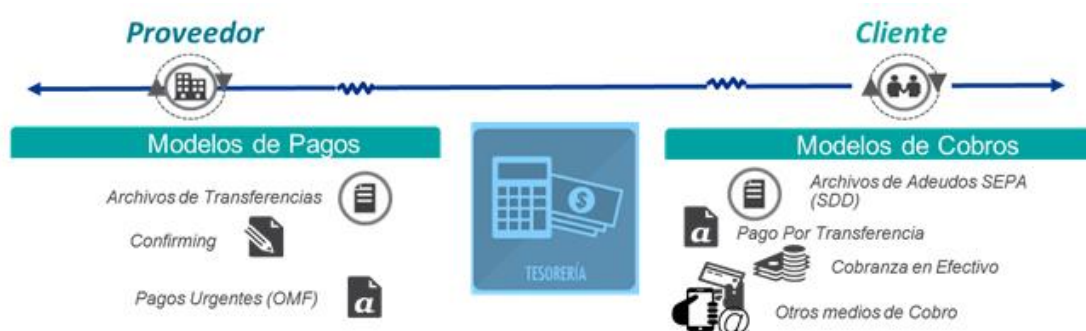 Proveedor
Cliente
Modelos de Pagos
Archivos de Transferencias
Confirming
a
Pagos Urgentes (OMF)
$
TESORERÍA
Modelos de Cobros
Archivos de Adeudos SEPA
(SDD)
a
Pago Por Transferencia
Cobranza en Efectivo
@
Otros medios de Cobro